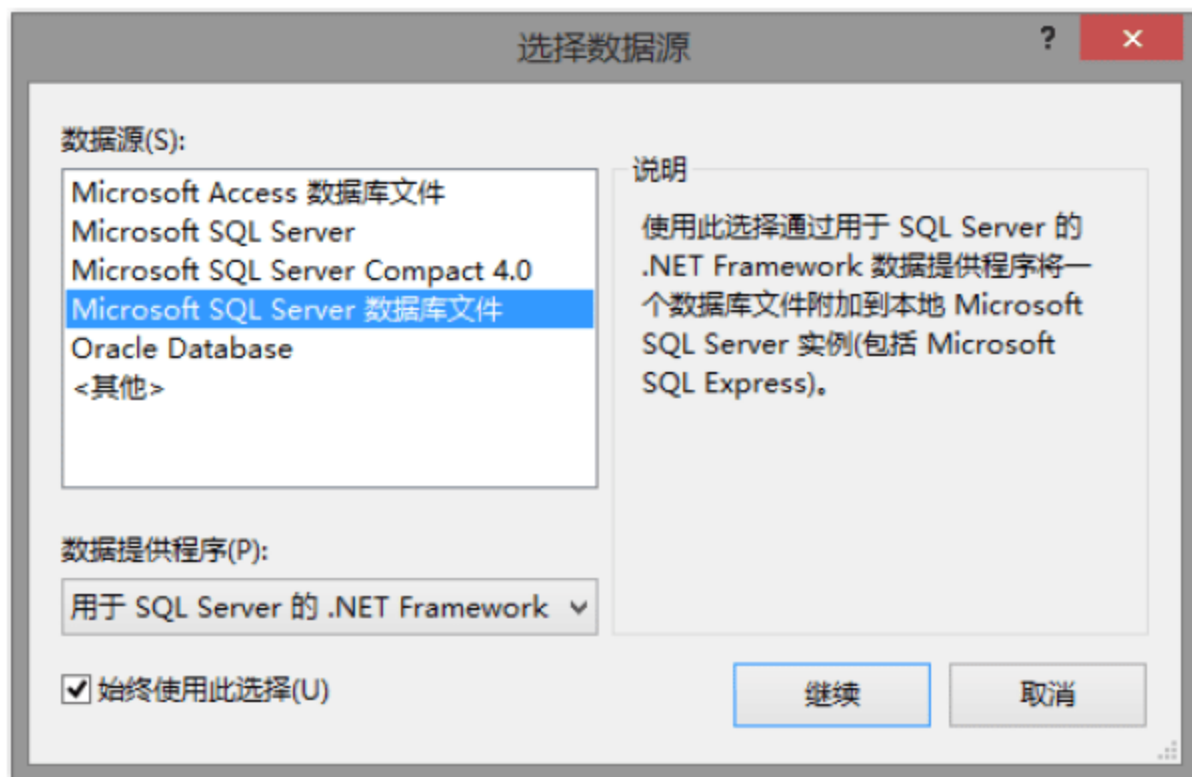 选择数据源
?
数据源(S):
Microsoft Access 数据库文件
Microsoft SQL Server
Microsoft SQL Server Compact 4.0
Microsoft SQL Server 数据库文件
Oracle Database
<其他>
说明
使用此选择通过用于 SQL Server 的
.NET Framework 数据提供程序将一
个数据库文件附加到本地 Microsoft
SQL Server 实例(包括 Microsoft
SQL Express)。
数据提供程序(P):
用于 SQL Server 的 .NET Framework
始终使用此选择(U)
继续
取消